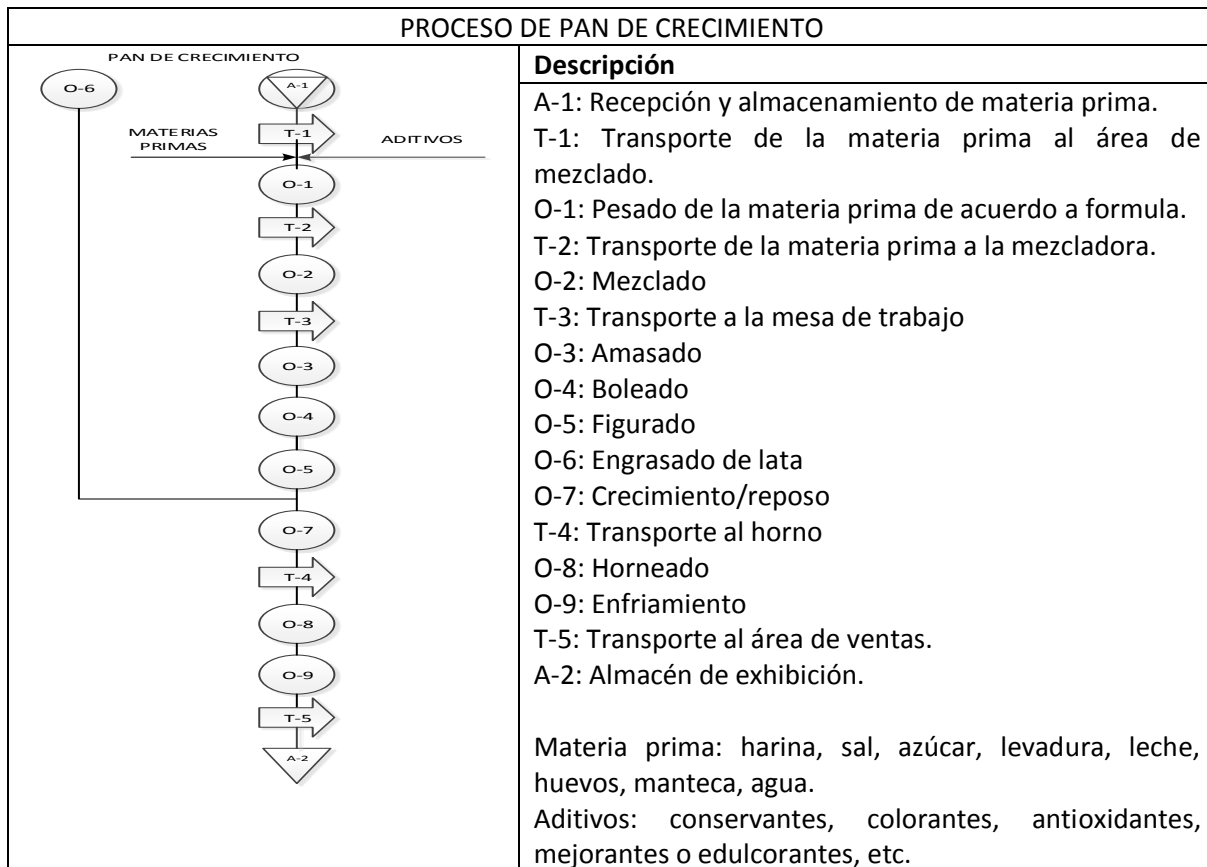 PROCESO DE PAN DE CRECIMIENTO
PAN DE CRECIMIENTO
O-6
A-1
T-1
MATERIAS
PRIMAS
ADITIVOS
O-1
T-2
O-2
T-3
O-3
O-4
O-5
O-7
T-4
O-8
O-9
T-5
A-2
Descripción
A-1: Recepción y almacenamiento de materia prima.
T-1: Transporte de la materia prima al área de
mezclado.
O-1: Pesado de la materia prima de acuerdo a formula.
T-2: Transporte de la materia prima a la mezcladora.
O-2: Mezclado
T-3: Transporte a la mesa de trabajo
O-3: Amasado
O-4: Boleado
O-5: Figurado
O-6: Engrasado de lata
O-7: Crecimiento/reposo
T-4: Transporte al horno
O-8: Horneado
O-9: Enfriamiento
T-5: Transporte al área de ventas.
A-2: Almacén de exhibición.
Materia prima: harina, sal, azúcar, levadura, leche,
huevos, manteca, agua.
Aditivos: conservantes, colorantes, antioxidantes,
mejorantes o edulcorantes, etc.